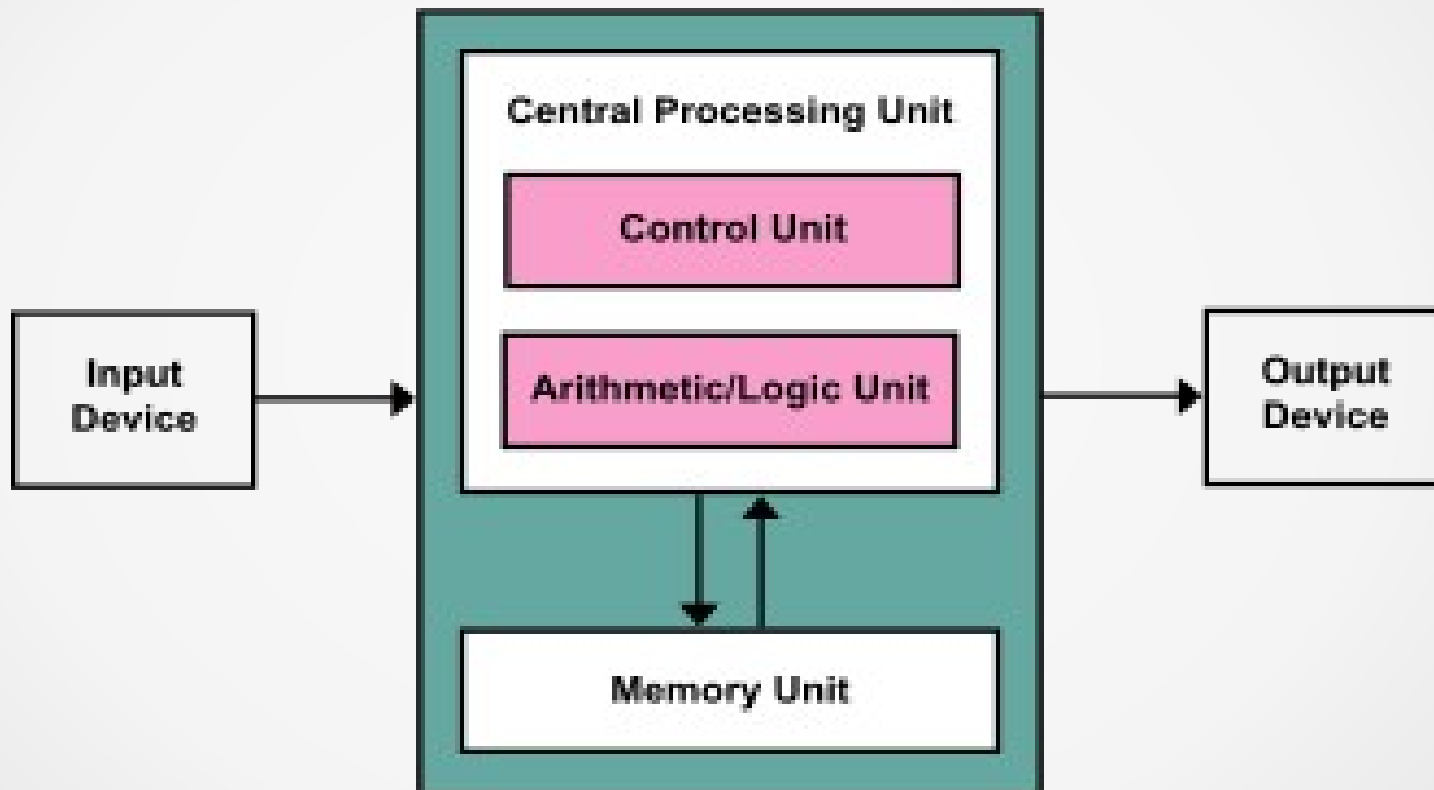 Central Processing Unit
Control Unit
Input
Device
Arithmetic/Logic Unit
Output
Device
Memory Unit